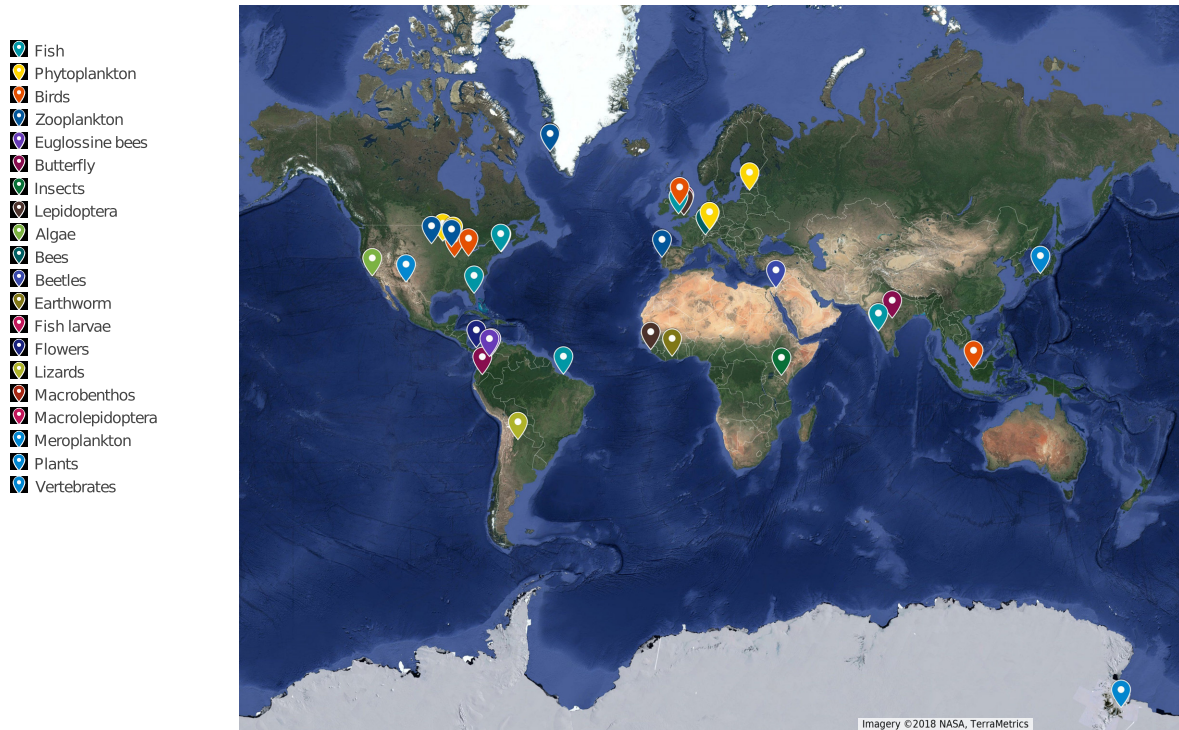 Fish
Phytoplankton
Birds
Zooplankton
Euglossine bees
Butterfly
Insects
Lepidoptera
Algae
Bees
Beetles
Earthworm
Fish larvae
Flowers
Lizards
Macrobenthos
Macrolepidoptera
Meroplankton
Plants
Vertebrates
Imagery ©2018 NASA, TerraMetrics